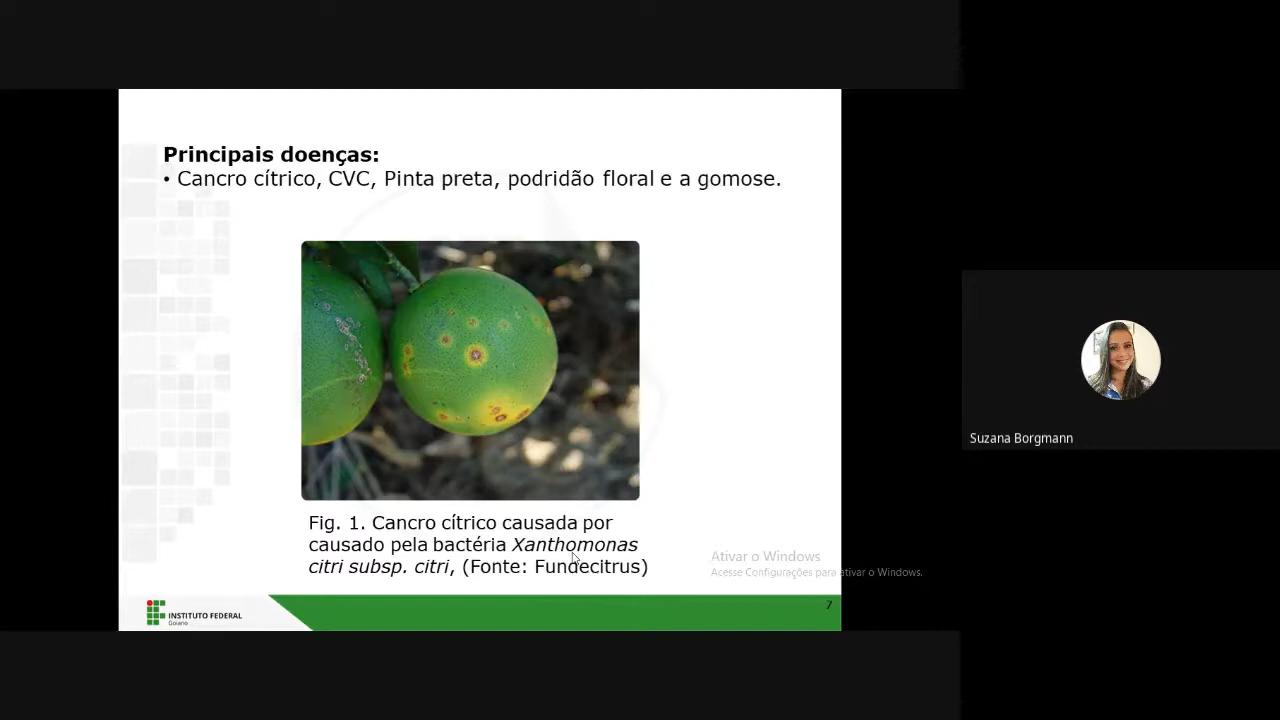 Principais doenças:
• Cancro cítrico, CVC, Pinta preta, podridão floral e a gomose.
Fig. 1. Cancro cítrico causada por
causado pela bactéria Xanthomonas
citri subsp. citri, (Fonte: Fundecitrus)
Ativar o Windows
Acesse Configurações para ativar o Windows.
INSTITUTO FEDERAL
Goiano
7
Suzana Borgmann